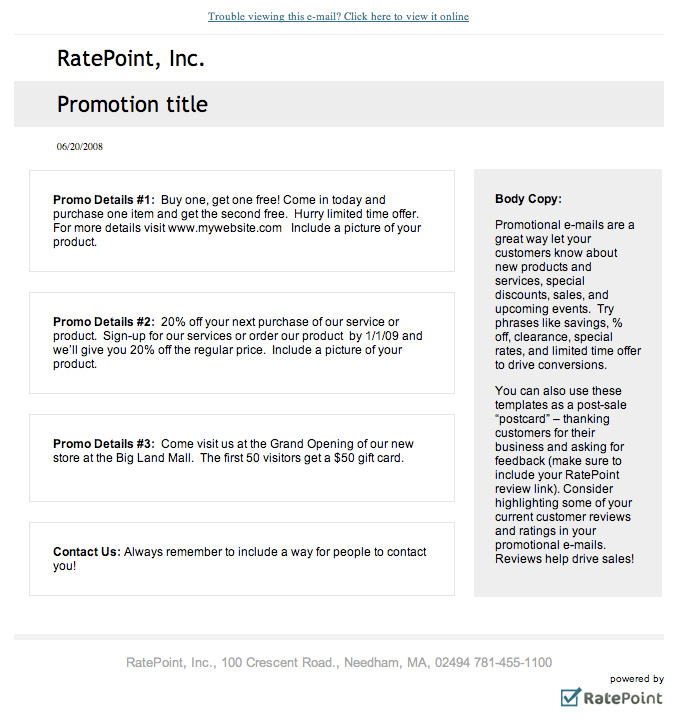 Trouble viewing this e-mail? Click here to view it online
RatePoint, Inc.
Promotion title
06/20/2008
Promo Details #1:  Buy one, get one free! Come in today and
purchase one item and get the second free.  Hurry limited time offer.
For more details visit www.mywebsite.com   Include a picture of your
product.
Promo Details #2:  20% off your next purchase of our service or
product.  Sign-up for our services or order our product  by 1/1/09 and
we'll give you 20% off the regular price.  Include a picture of your
product.
Promo Details #3:  Come visit us at the Grand Opening of our new
store at the Big Land Mall.  The first 50 visitors get a $50 gift card.
Contact Us: Always remember to include a way for people to contact
you!
Body Copy:
Promotional e-mails are a
great way let your
customers know about
new products and
services, special
discounts, sales, and
upcoming events.  Try
phrases like savings, %
off, clearance, special
rates, and limited time offer
to drive conversions.
You can also use these
templates as a post-sale
“postcard” – thanking
customers for their
business and asking for
feedback (make sure to
include your RatePoint
review link). Consider
highlighting some of your
current customer reviews
and ratings in your
promotional e-mails.
Reviews help drive sales!
RatePoint, Inc., 100 Crescent Road., Needham, MA, 02494 781-455-1100
powered by
RatePoint